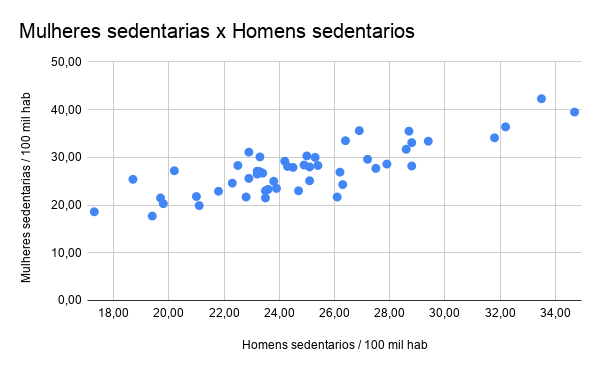 Mulheres sedentarias x Homens sedentarios
Mulheres sedentarias / 100 mil hab
50,00
40,00
30,00
20,00
10,00
0,00
18,00 20,00 22,00 24,00 26,00 28,00 30,00 32,00 34,00
Homens sedentarios / 100 mil hab